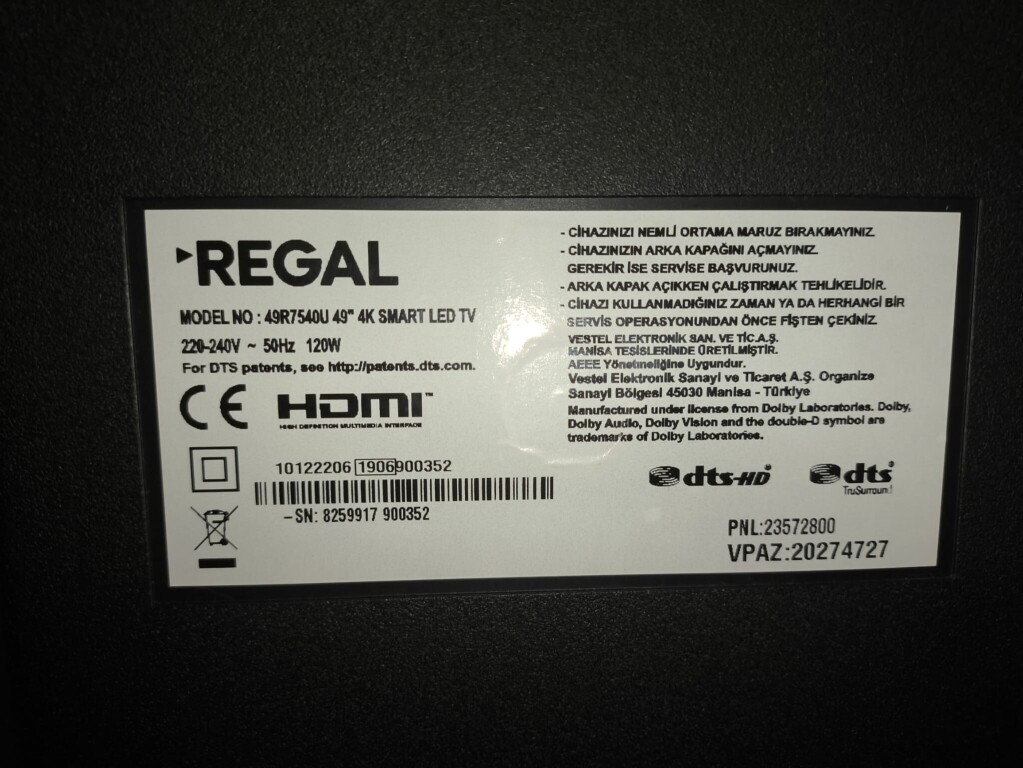 REGAL
MODEL NO : 49R7540U 49" 4K SMART LED TV
220-240V ~ 50Hz 120W
For DTS patents, see http://patents.dts.com.
CE HDMI™
HIGH DEFINITION MULTIMEDIA INTERFACE
10122206 1906900352
-SN: 8259917 900352
- CİHAZINIZI NEMLİ ORTAMA MARUZ BIRAKMAYINIZ.
- CİHAZINIZIN ARKA KAPAĞINI AÇMAYINIZ.
GEREKİR İSE SERVİSE BAŞVURUNUZ.
- ARKA KAPAK AÇIKKEN ÇALIŞTIRMAK TEHLİKELİDİR.
- CİHAZI KULLANMADIĞINIZ ZAMAN YA DA HERHANGİ BİR
SERVİS OPERASYONUNDAN ÖNCE FİŞTEN ÇEKİNİZ.
VESTEL ELEKTRONİK SAN. VE TİC.A.Ş.
MANİSA TESİSLERİNDE ÜRETİLMİŞTİR.
AEEE Yönetmeliğine Uygundur.
Vestel Elektronik Sanayi ve Ticaret A.Ş. Organize
Sanayi Bölgesi 45030 Manisa - Türkiye
Manufactured under license from Dolby Laboratories. Dolby,
Dolby Audio, Dolby Vision and the double-D symbol are
trademarks of Dolby Laboratories.
dts-HD® dts®
TruSurround
PNL:23572800
VPAZ:20274727